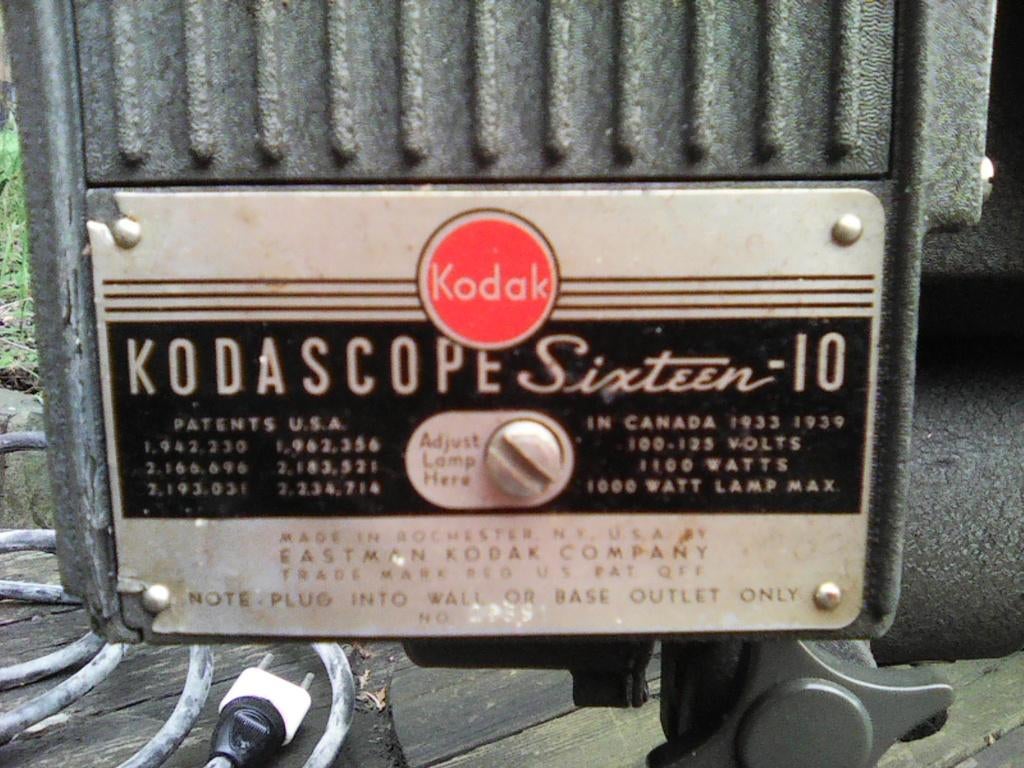 Kodak
KODASCOPE Sixteen-10
PATENTS U.S.A.
1,942,230 1,962,356
2,166,696 2,183,521
2,193,031 2,234,714
Adjust
Lamp
Here
IN CANADA 1933 1939
100-125 VOLTS
1100 WATTS
1000 WATT LAMP MAX.
MADE IN ROCHESTER, N.Y., U.S.A. BY
EASTMAN KODAK COMPANY
TRADE MARK REG. U.S. PAT. OFF.
NOTE-PLUG INTO WALL OR BASE OUTLET ONLY
NO.